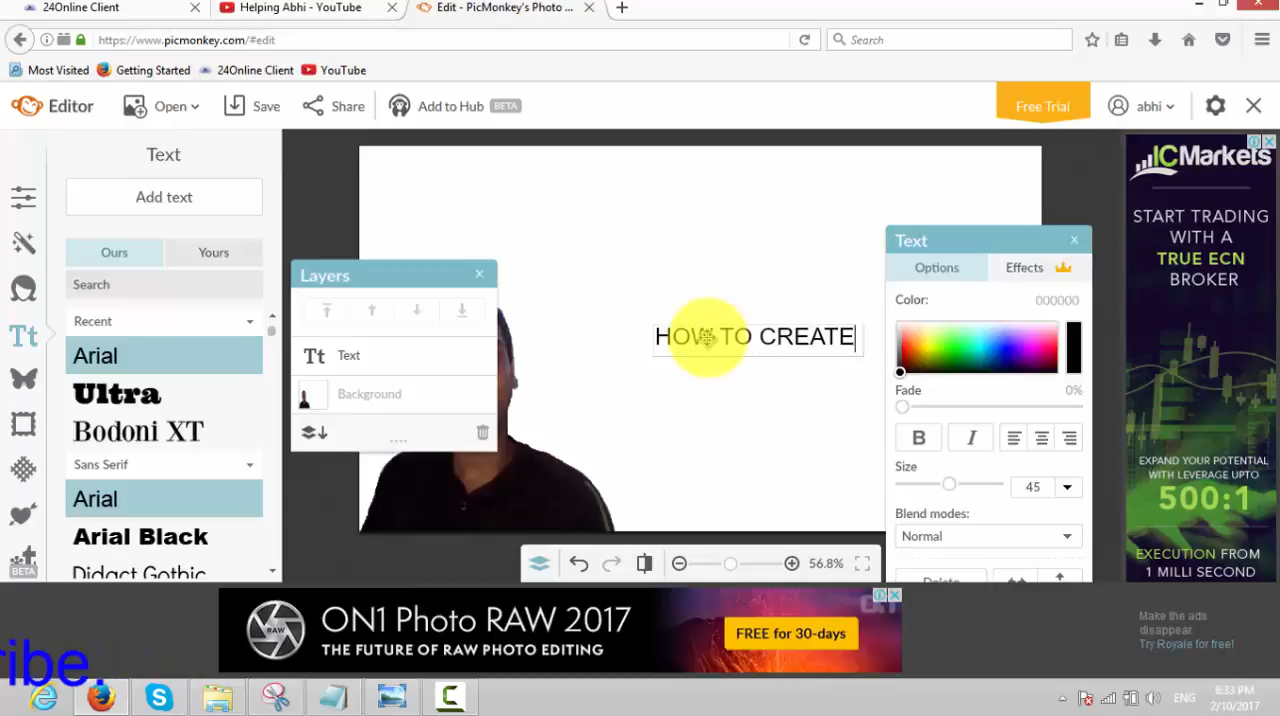 24Online Client
Helping Abhi - YouTube
Edit - PicMonkey's Photo ...
https://www.picmonkey.com/#edit
Search
Most Visited
Getting Started
24Online Client
YouTube
Editor
Open
Save
Share
Add to Hub
BETA
Free Trial
abhi
Text
Add text
Ours
Yours
Search
Recent
Arial
Ultra
Bodoni XT
Sans Serif
Arial
Arial Black
Didact Gothic
BETA
Layers
Tt
Text
Background
HOW TO CREATE
Text
Options
Effects
Color:
000000
Fade
0%
B
I
Size
45
Blend modes:
Normal
Delete
56.8%
ICMarkets
START TRADING
WITH A
TRUE ECN
BROKER
EXPAND YOUR POTENTIAL
WITH LEVERAGE UPTO
500:1
EXECUTION FROM
1 MILLI SECOND
RAW
ON1 Photo RAW 2017
THE FUTURE OF RAW PHOTO EDITING
FREE for 30-days
Make the ads
disappear.
Try Royale for free!
ribe.
ENG
8:33 PM
2/10/2017